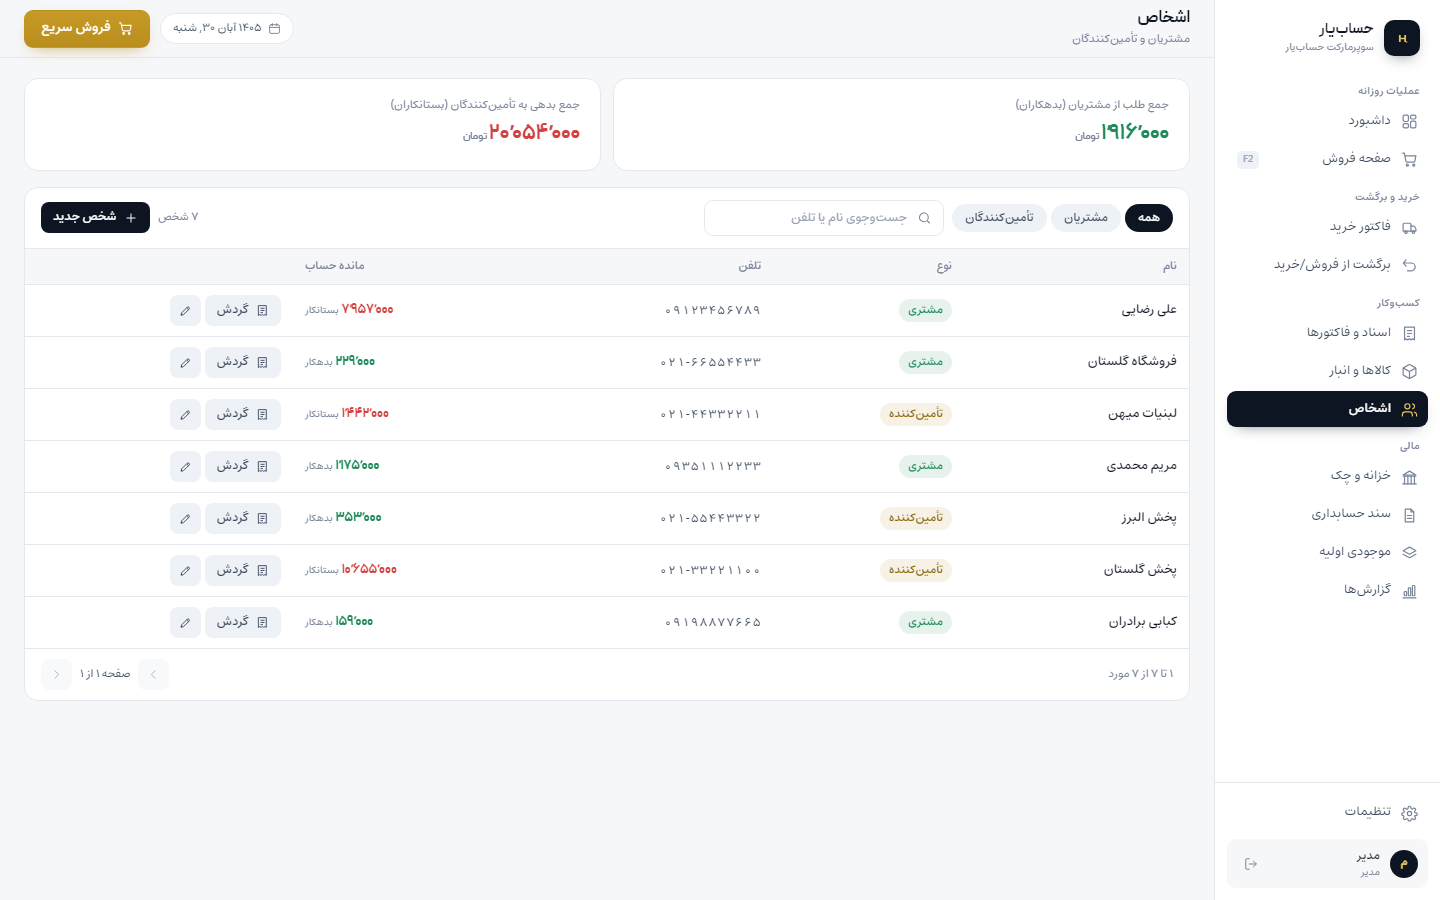 حساب‌یار
سوپرمارکت حساب‌یار
عملیات روزانه
داشبورد
صفحه فروش
F2
خرید و برگشت
فاکتور خرید
برگشت از فروش/خرید
کسب‌وکار
اسناد و فاکتورها
کالاها و انبار
اشخاص
مالی
خزانه و چک
سند حسابداری
موجودی اولیه
گزارش‌ها
تنظیمات
م
مدیر
مدیر
اشخاص
مشتریان و تأمین‌کنندگان
۱۴۰۵ آبان ۳۰, شنبه
فروش سریع
جمع طلب از مشتریان (بدهکاران)
۱٬۹۱۶٬۰۰۰ تومان
جمع بدهی به تأمین‌کنندگان (بستانکاران)
۲۰٬۰۵۴٬۰۰۰ تومان
همه
مشتریان
تأمین‌کنندگان
جست‌وجوی نام یا تلفن
۷ شخص
شخص جدید
نام نوع تلفن مانده حساب
علی رضایی مشتری ۰۹۱۲۳۴۵۶۷۸۹ ۷٬۹۵۷٬۰۰۰ بستانکار گردش
فروشگاه گلستان مشتری ۰۲۱-۶۶۵۵۴۴۳۳ ۲۲۹٬۰۰۰ بدهکار گردش
لبنیات میهن تأمین‌کننده ۰۲۱-۴۴۳۳۲۲۱۱ ۱٬۴۴۲٬۰۰۰ بستانکار گردش
مریم محمدی مشتری ۰۹۳۵۱۱۱۲۲۳۳ ۱٬۱۷۵٬۰۰۰ بدهکار گردش
پخش البرز تأمین‌کننده ۰۲۱-۵۵۴۴۳۳۲۲ ۳۵۳٬۰۰۰ بدهکار گردش
پخش گلستان تأمین‌کننده ۰۲۱-۳۳۲۲۱۱۰۰ ۱۰٬۶۵۵٬۰۰۰ بستانکار گردش
کبابی برادران مشتری ۰۹۱۹۸۸۷۷۶۶۵ ۱۵۹٬۰۰۰ بدهکار گردش
۱ تا ۷ از ۷ مورد
صفحه ۱ از ۱